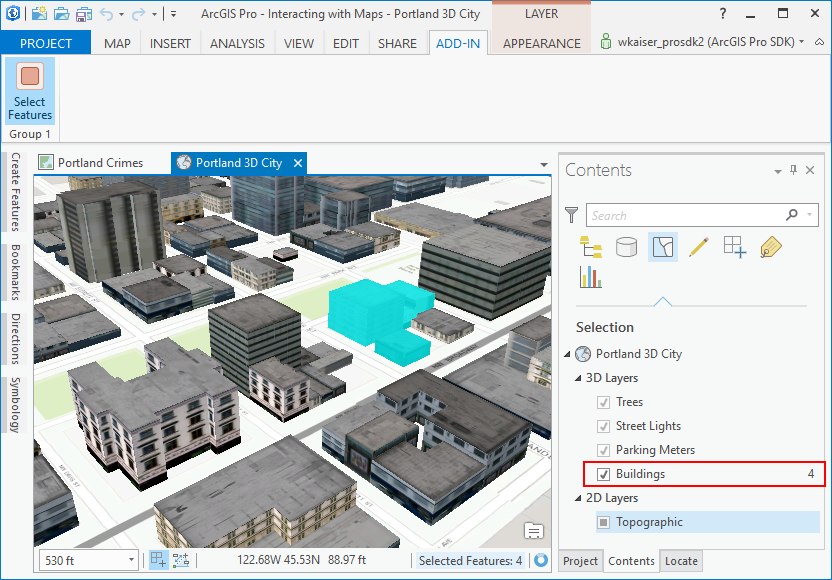 ArcGIS Pro - Interacting with Maps - Portland 3D City
LAYER
PROJECT
MAP
INSERT
ANALYSIS
VIEW
EDIT
SHARE
ADD-IN
APPEARANCE
wkaiser_prosdk2 (ArcGIS Pro SDK)
Select
Features
Group 1
Create Features
Bookmarks
Directions
Symbology
Portland Crimes
Portland 3D City
530 ft
122.68W 45.53N 88.97 ft
Selected Features: 4
Contents
Search
Selection
Portland 3D City
3D Layers
Trees
Street Lights
Parking Meters
Buildings 4
2D Layers
Topographic
Project
Contents
Locate